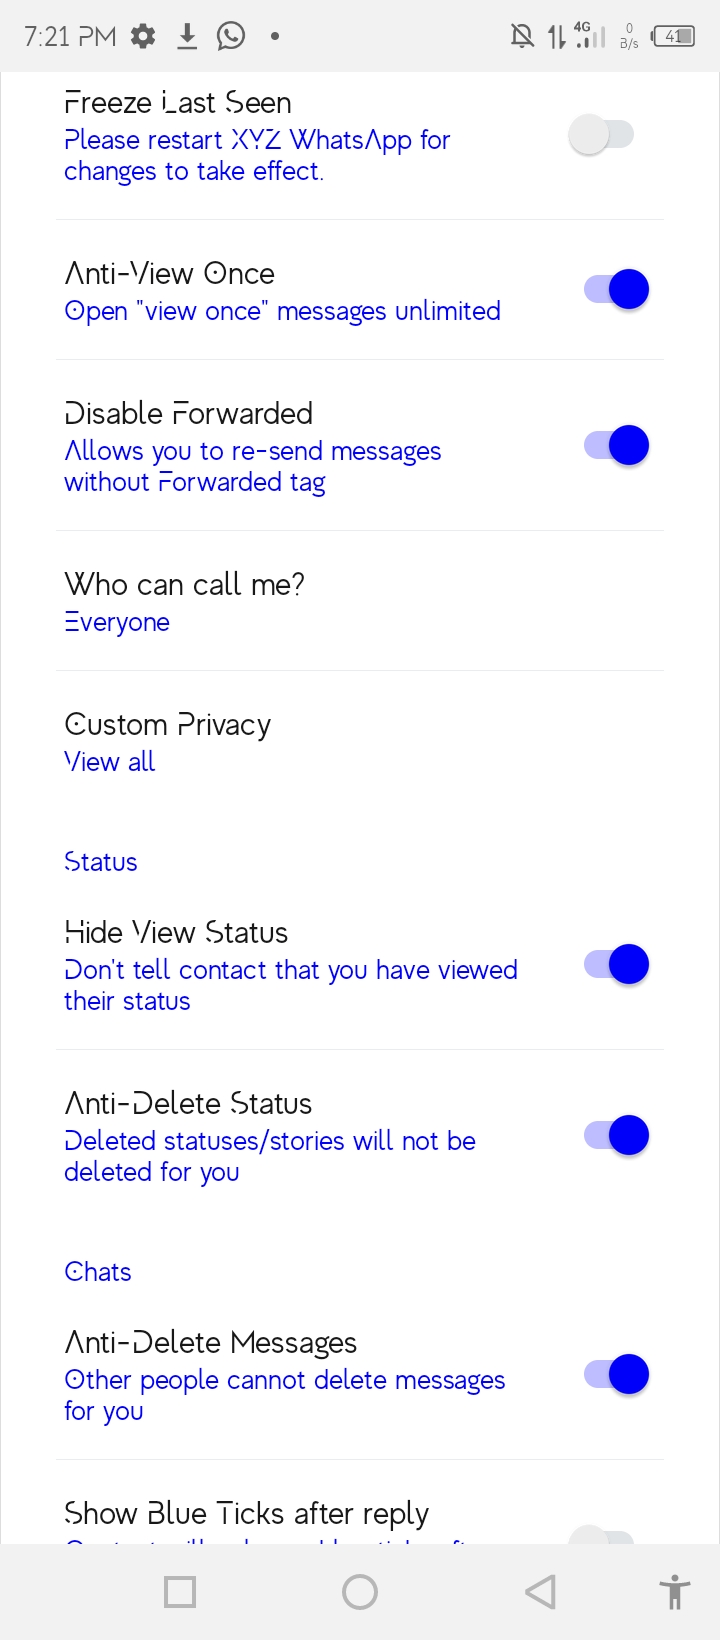 7:21 PM
4G
0
B/s
41
Freeze Last Seen
Please restart XYZ WhatsApp for
changes to take effect.
Anti-View Once
Open "view once" messages unlimited
Disable Forwarded
Allows you to re-send messages
without Forwarded tag
Who can call me?
Everyone
Custom Privacy
View all
Status
Hide View Status
Don't tell contact that you have viewed
their status
Anti-Delete Status
Deleted statuses/stories will not be
deleted for you
Chats
Anti-Delete Messages
Other people cannot delete messages
for you
Show Blue Ticks after reply